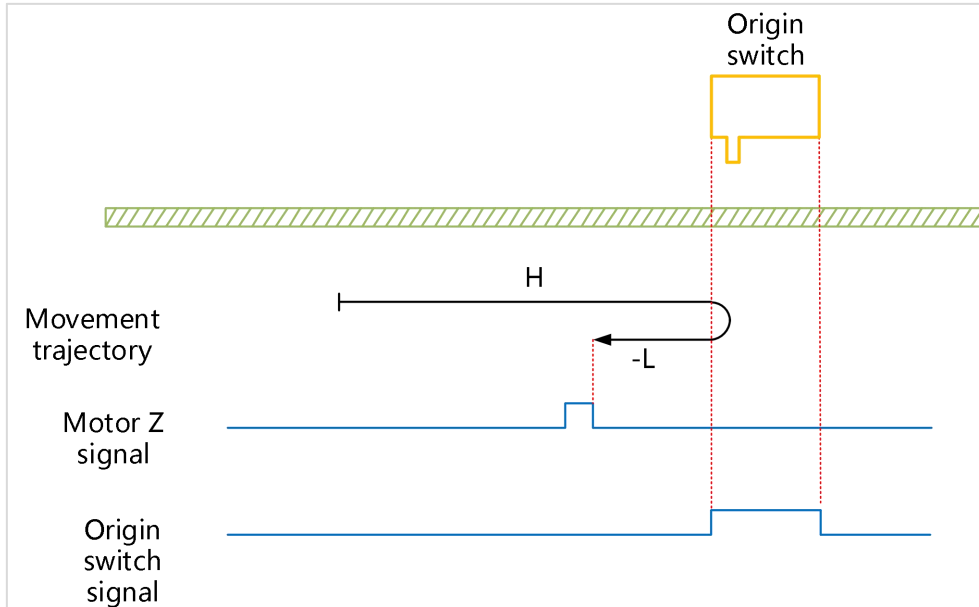 Origin
switch
H
Movement
trajectory
-L
Motor Z
signal
Origin
switch
signal